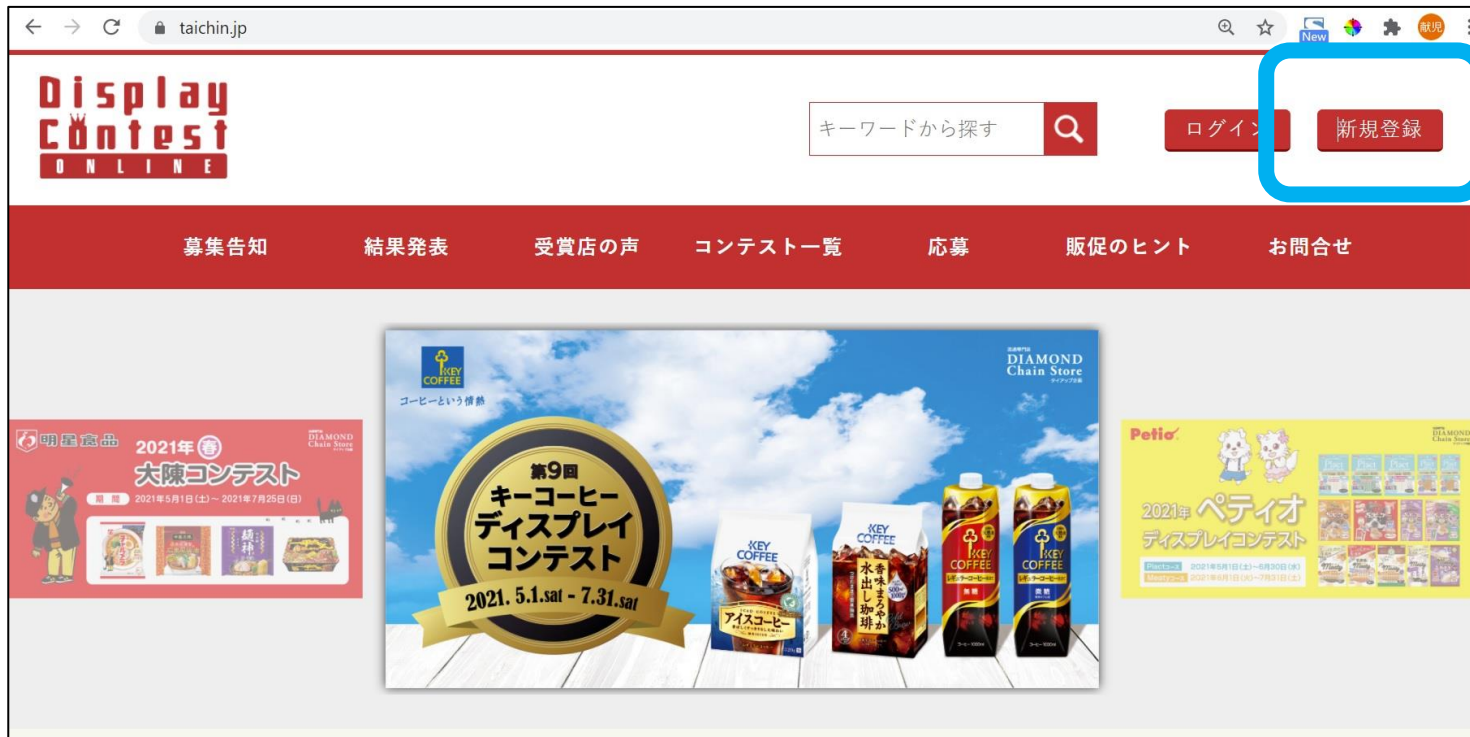 taichin.jp
New
献児
Display
Contest
ONLINE
キーワードから探す
ログイン
新規登録
募集告知
結果発表
受賞店の声
コンテスト一覧
応募
販促のヒント
お問合せ
KEY
COFFEE
コーヒーという情熱
DIAMOND
Chain Store
第9回
キーコーヒー
ディスプレイ
コンテスト
2021. 5.1.sat - 7.31.sat
KEY
COFFEE
アイスコーヒー
KEY
COFFEE
香味まろやか
水出し珈琲
KEY
COFFEE
無糖
KEY
COFFEE
微糖
明星食品
DIAMOND
Chain Store
2021年 春
大陳コンテスト
期間 2021年5月1日(土)~2021年7月25日(日)
Petio
DIAMOND
Chain Store
2021年 ペティオ
ディスプレイコンテスト